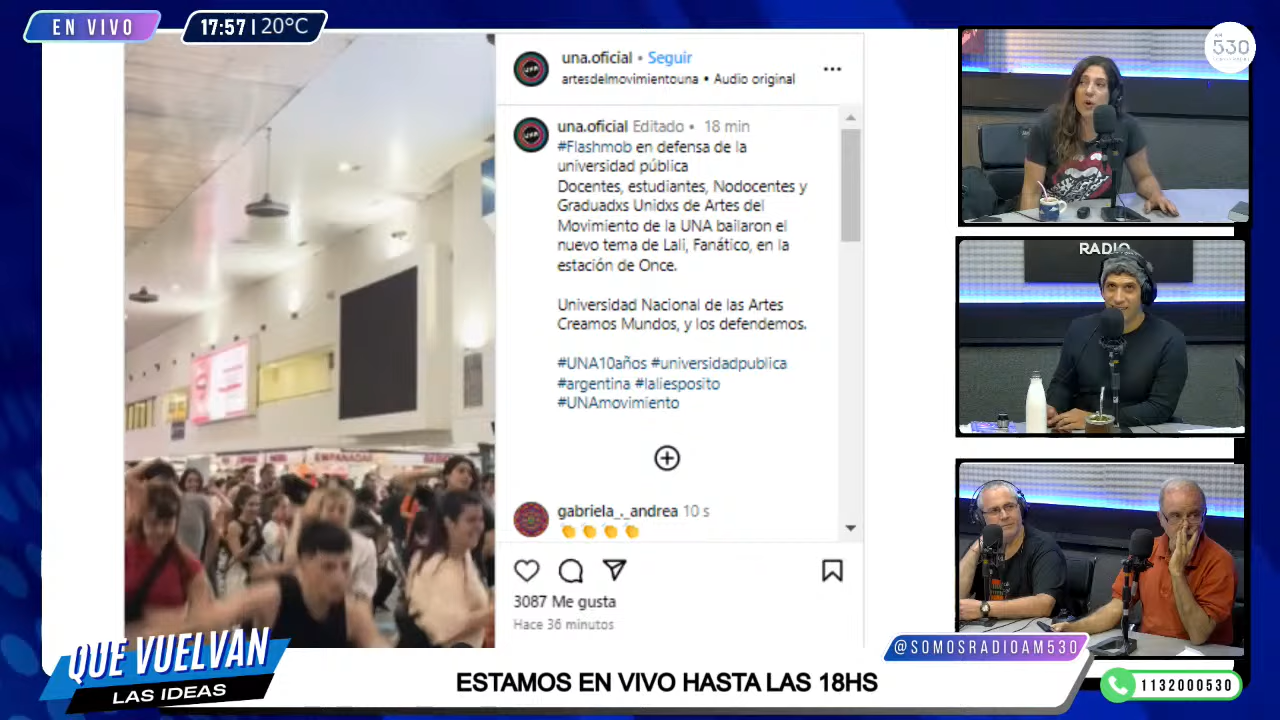 EN VIVO
17:57 | 20°C
530
una.oficial • Seguir
artesdelmovimientouna • Audio original
una.oficial Editado • 18 min
#Flashmob en defensa de la
universidad pública
Docentes, estudiantes, Nodocentes y
Graduadxs Unidxs de Artes del
Movimiento de la UNA bailaron el
nuevo tema de Lali, Fanático, en la
estación de Once.
Universidad Nacional de las Artes
Creamos Mundos, y los defendemos.
#UNA10años #universidadpublica
#argentina #laliesposito
#UNAmovimiento
gabriela_._andrea 10 s
3087 Me gusta
Hace 36 minutos
EMPANADAS
RADIO
QUE VUELVAN
LAS IDEAS
@SOMOSRADIOAM530
ESTAMOS EN VIVO HASTA LAS 18HS
1132000530